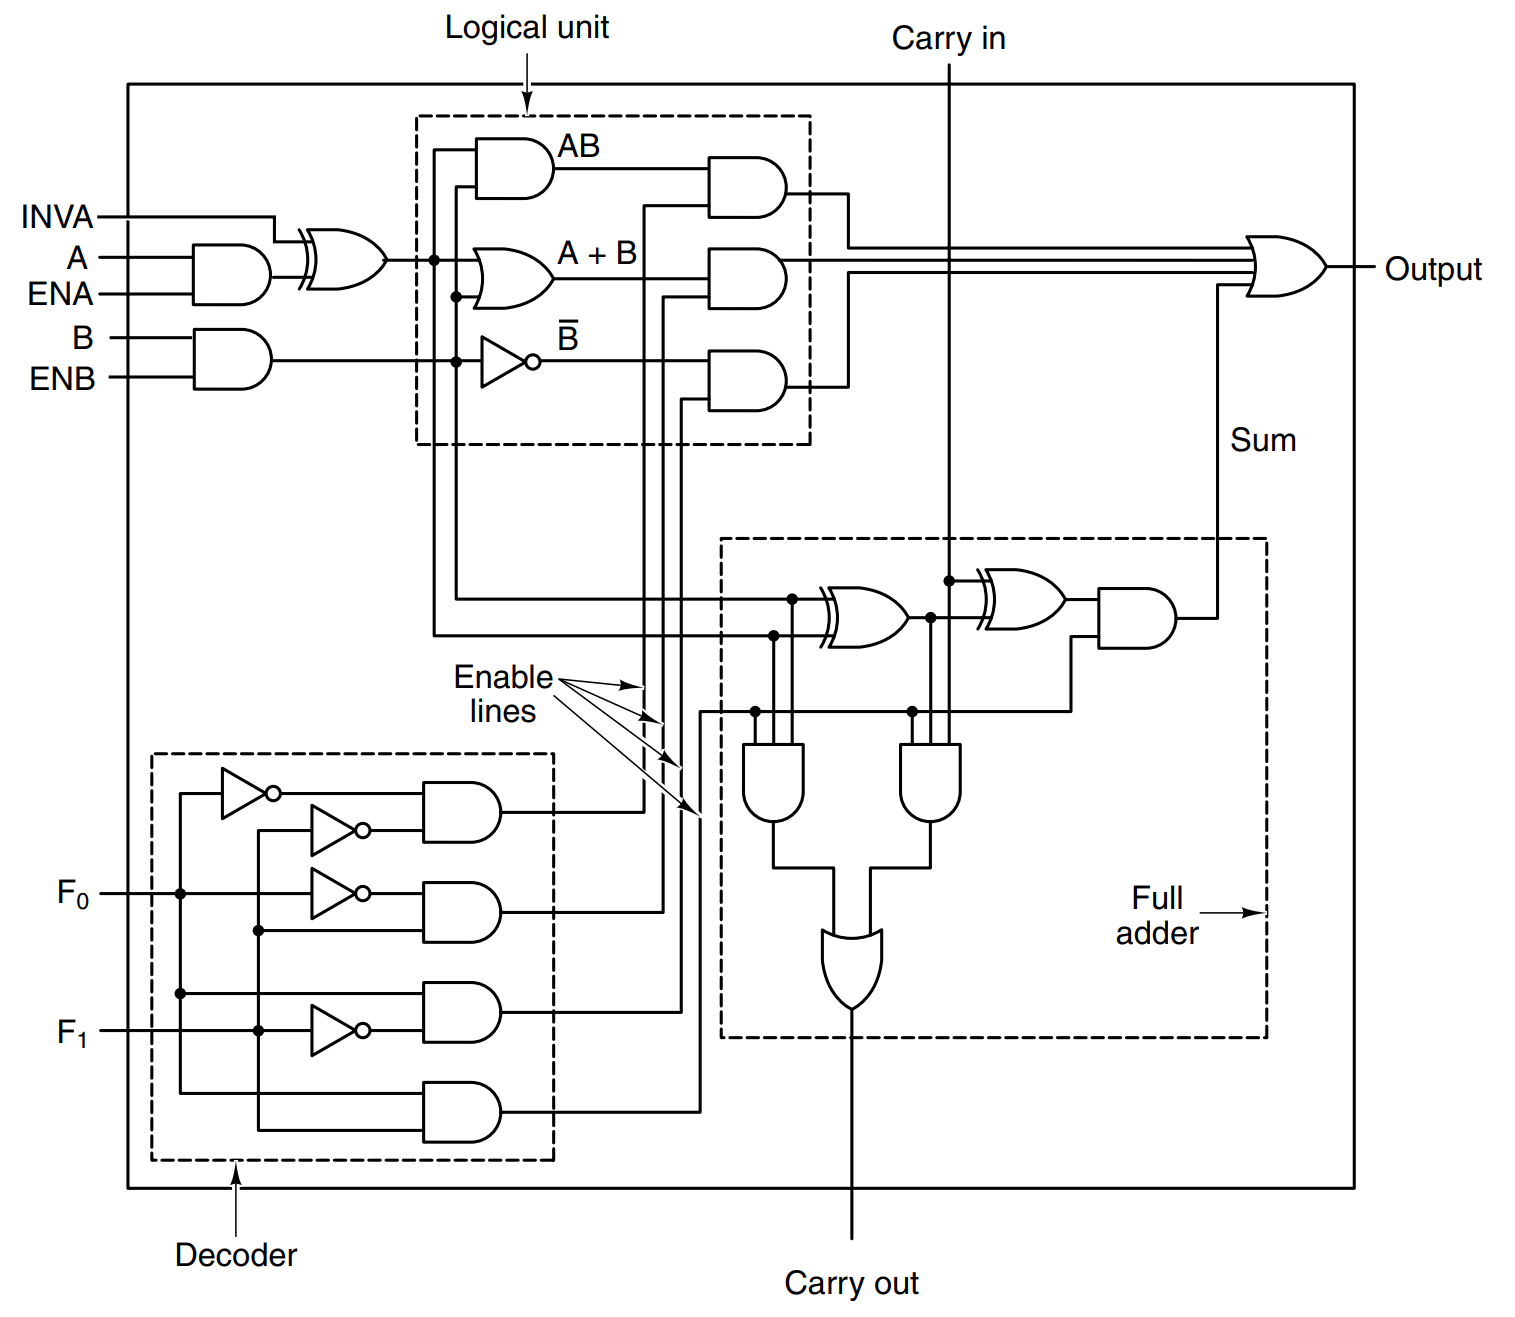 Logical unit
Carry in
AB
INVA
A
A + B
ENA
Output
B
B̅
ENB
Sum
Enable
lines
F₀
Full
adder
F₁
Decoder
Carry out